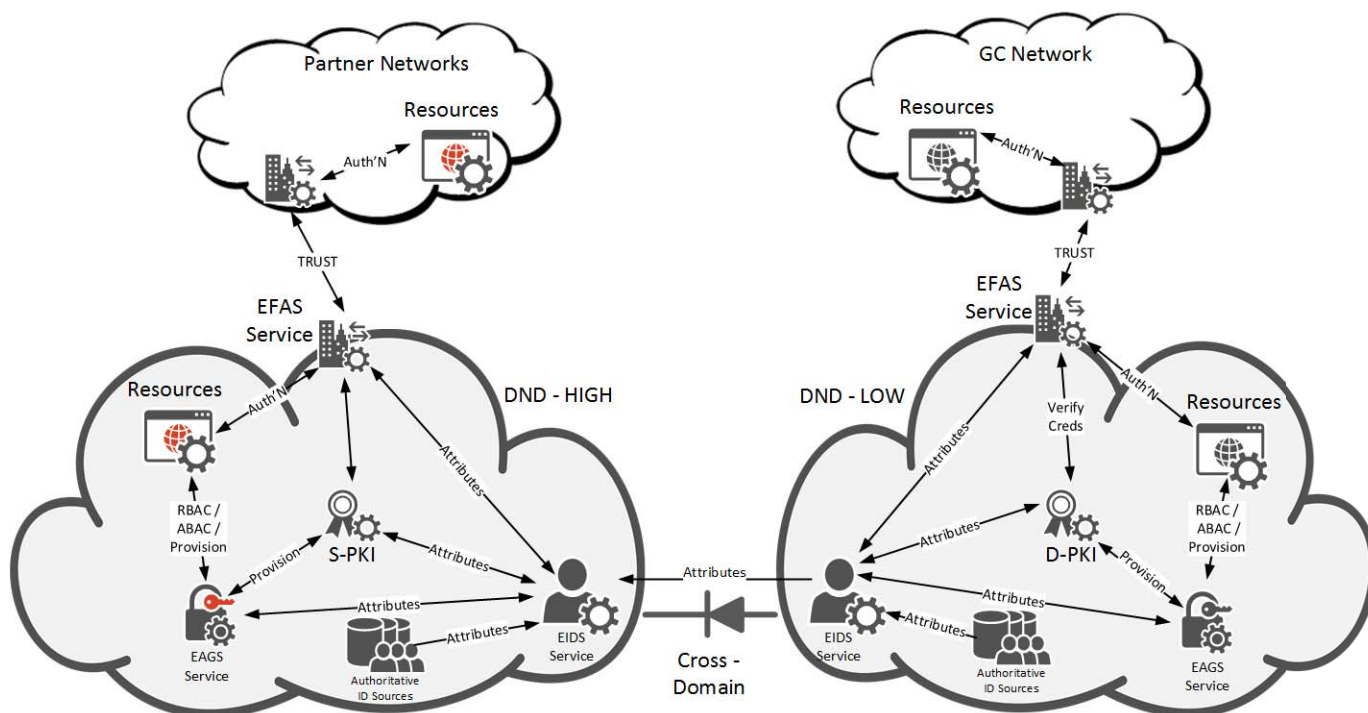 Partner Networks
Resources
Auth'N
TRUST
EFAS
Service
Resources
Auth'N
DND - HIGH
Attributes
RBAC /
ABAC /
Provision
S-PKI
Provision
Attributes
Attributes
EAGS
Service
Attributes
Authoritative
ID Sources
EIDS
Service
Attributes
Cross -
Domain
GC Network
Resources
Auth'N
TRUST
EFAS
Service
DND - LOW
Auth'N
Resources
Verify
Creds
Attributes
RBAC /
ABAC /
Provision
D-PKI
Attributes
Provision
Attributes
EIDS
Service
Attributes
Authoritative
ID Sources
EAGS
Service